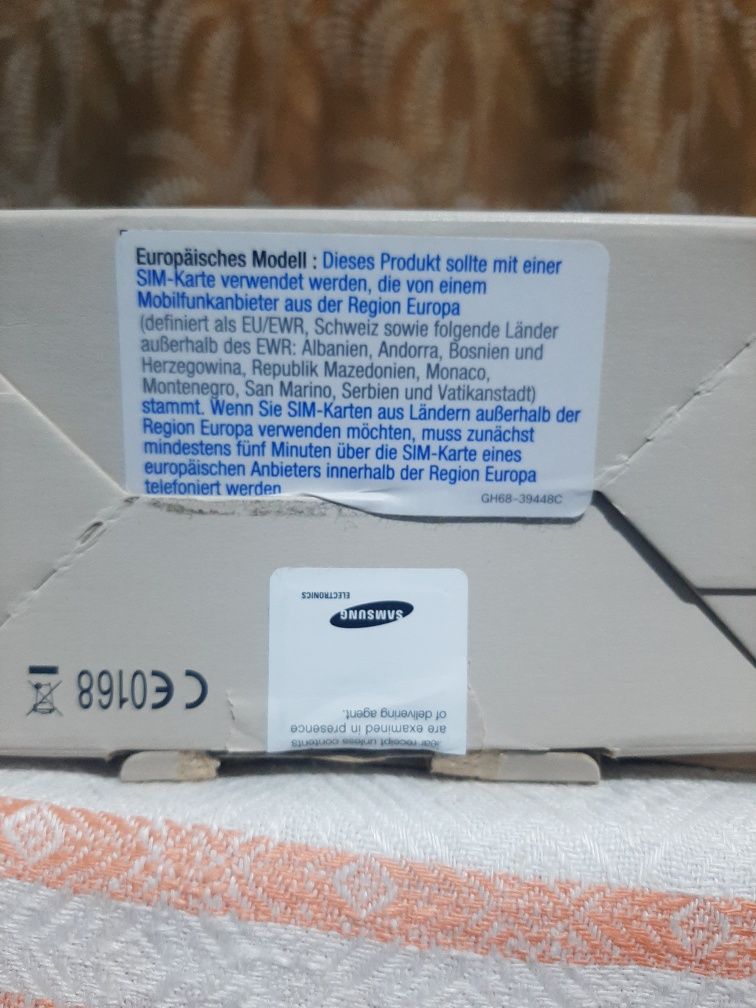 Europäisches Modell : Dieses Produkt sollte mit einer
SIM-Karte verwendet werden, die von einem
Mobilfunkanbieter aus der Region Europa
(definiert als EU/EWR, Schweiz sowie folgende Länder
außerhalb des EWR: Albanien, Andorra, Bosnien und
Herzegowina, Republik Mazedonien, Monaco,
Montenegro, San Marino, Serbien und Vatikanstadt)
stammt. Wenn Sie SIM-Karten aus Ländern außerhalb der
Region Europa verwenden möchten, muss zunächst
mindestens fünf Minuten über die SIM-Karte eines
europäischen Anbieters innerhalb der Region Europa
telefoniert werden
GH68-39448C
receipt unless contents
are examined in presence
of delivering agent.
SAMSUNG
ELECTRONICS
CE0168